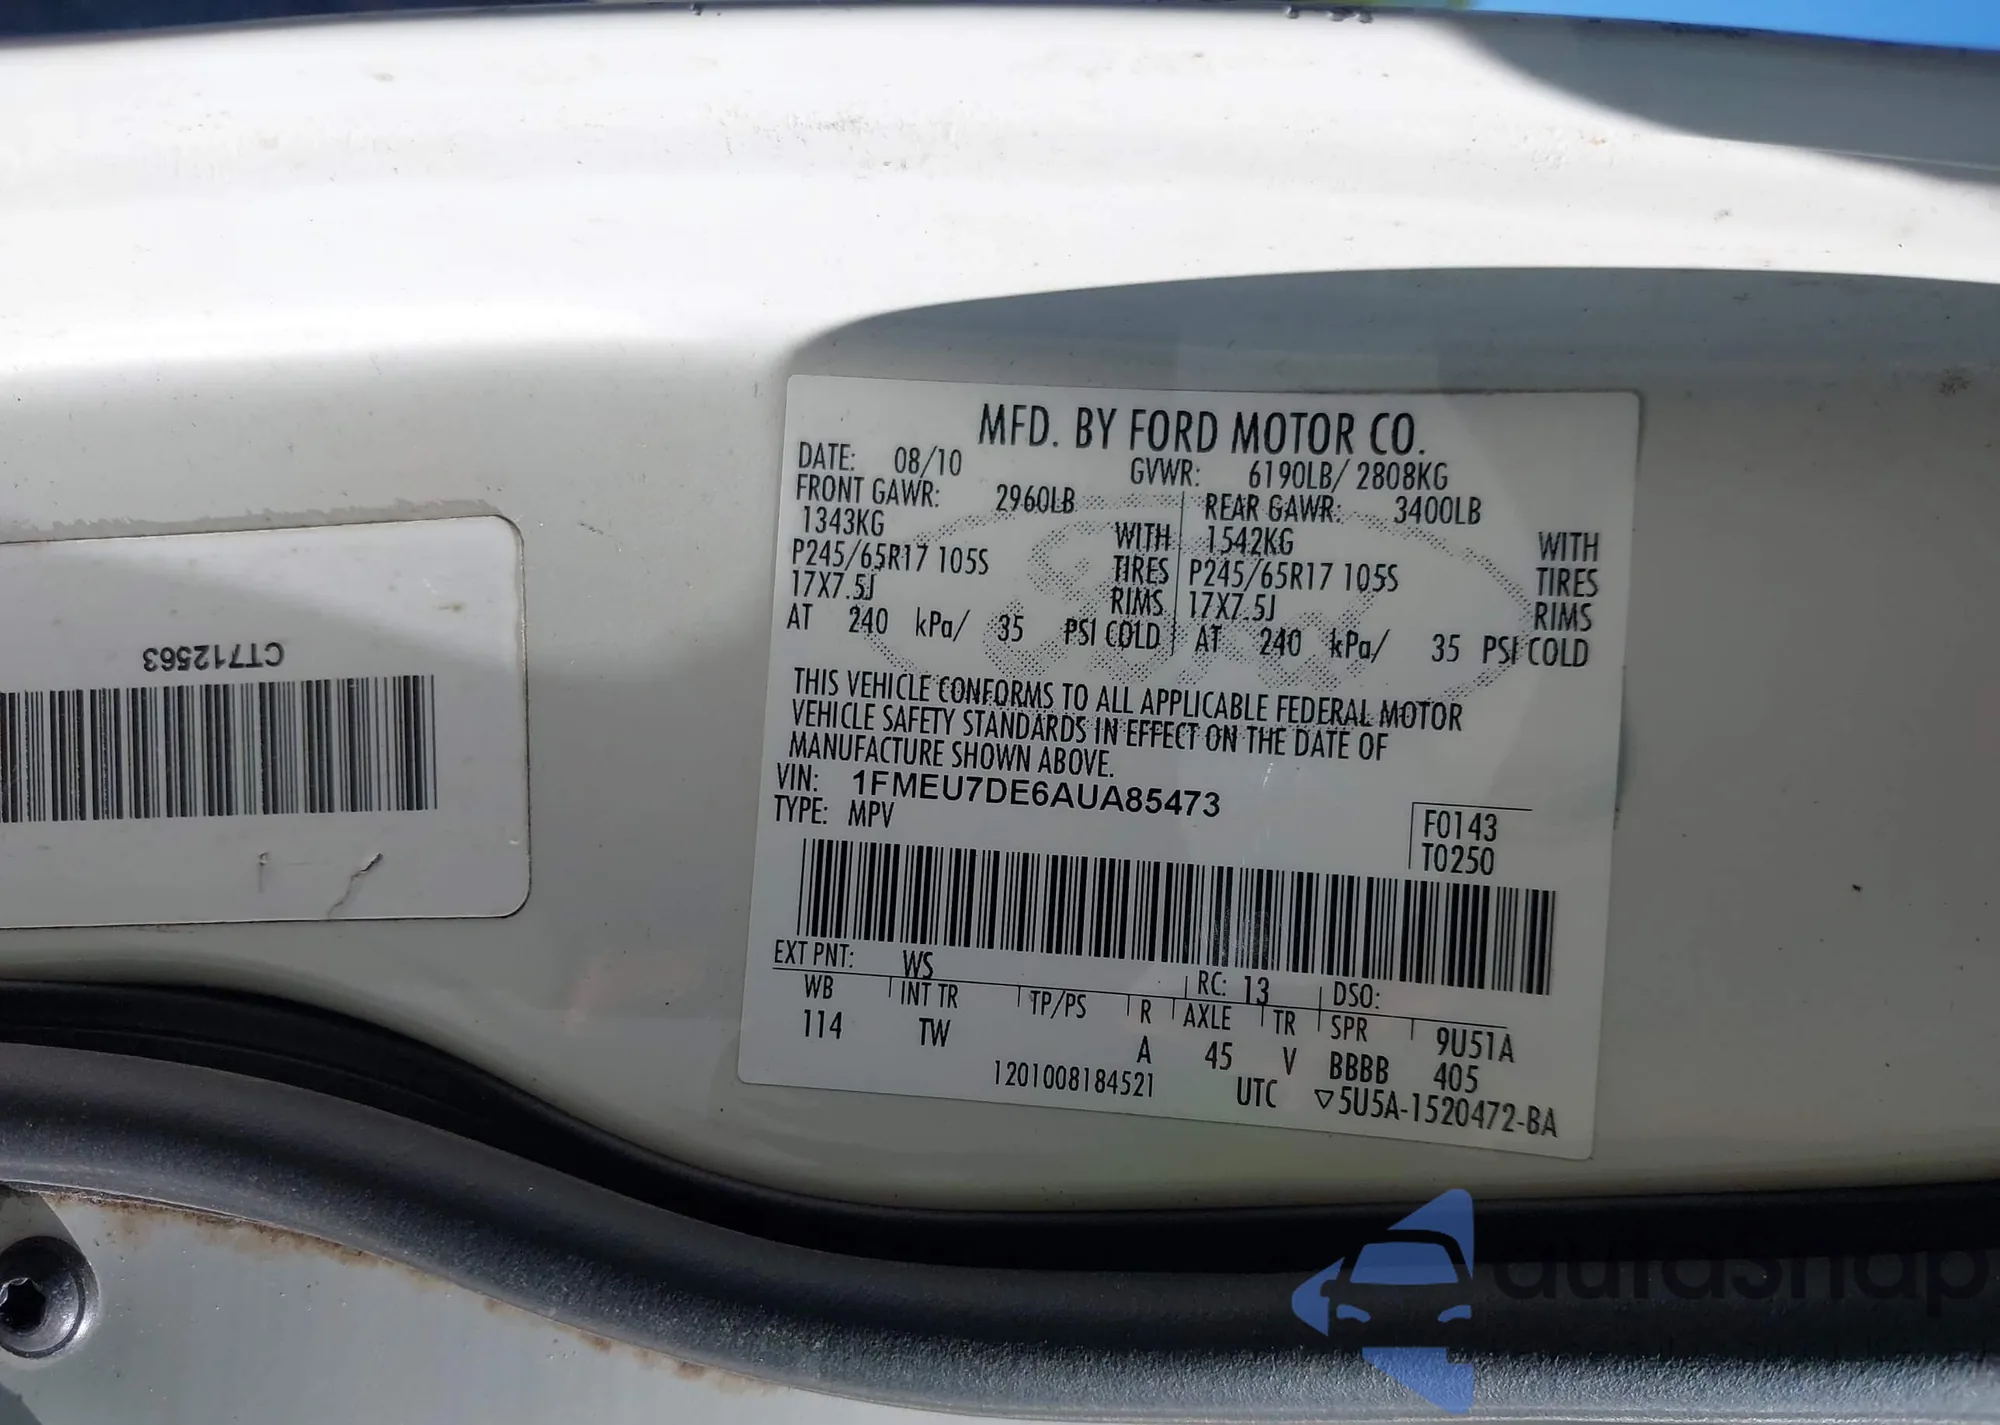 MFD. BY FORD MOTOR CO.
DATE: 08/10 GVWR: 6190LB/ 2808KG
FRONT GAWR: 2960LB REAR GAWR: 3400LB
1343KG WITH 1542KG WITH
P245/65R17 105S TIRES P245/65R17 105S TIRES
17X7.5J RIMS 17X7.5J RIMS
AT 240 kPa/ 35 PSI COLD AT 240 kPa/ 35 PSI COLD
THIS VEHICLE CONFORMS TO ALL APPLICABLE FEDERAL MOTOR
VEHICLE SAFETY STANDARDS IN EFFECT ON THE DATE OF
MANUFACTURE SHOWN ABOVE.
VIN: 1FMEU7DE6AUA85473
TYPE: MPV
F0143
T0250
EXT PNT: WS RC: 13 DSO:
WB INT TR TP/PS R AXLE TR SPR 9U51A
114 TW A 45 V BBBB 405
1201008184521 UTC ▽5U5A-1520472-BA
CT712563
autosnap